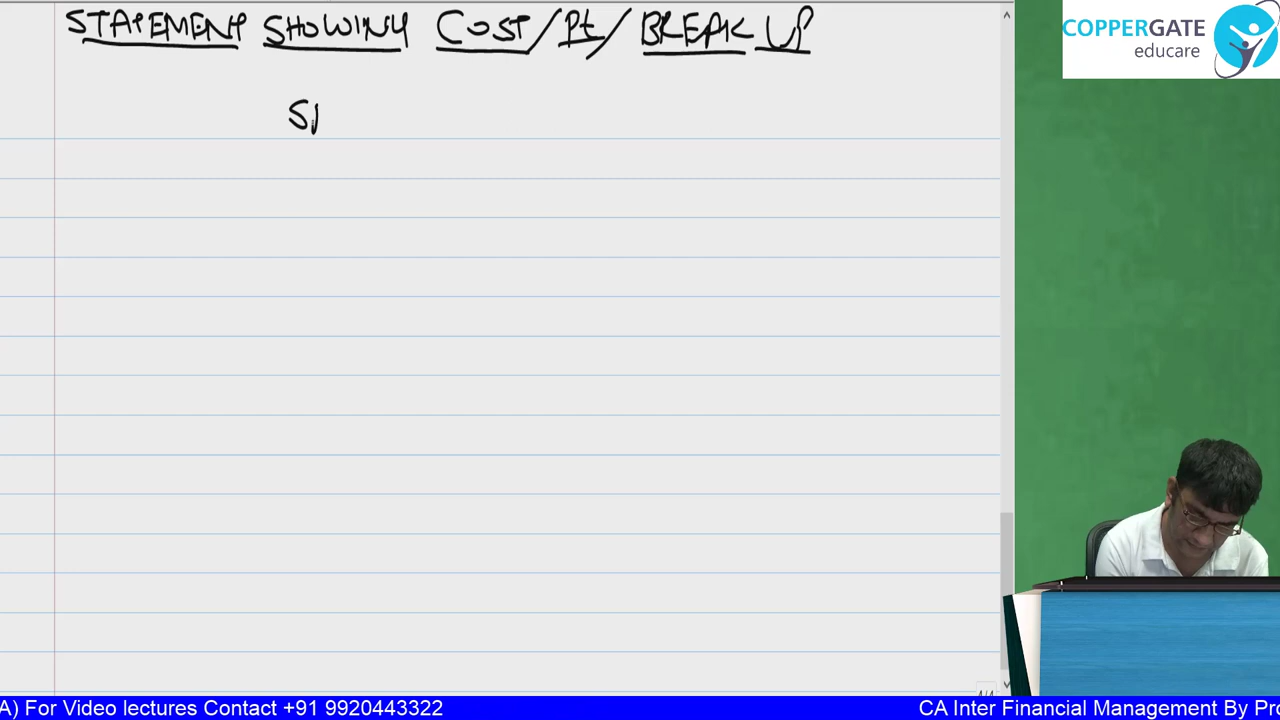 STATEMENT SHOWING COST/Pt/BREAK UP
COPPERGATE
educare
A) For Video lectures Contact +91 9920443322
CA Inter Financial Management By Pro